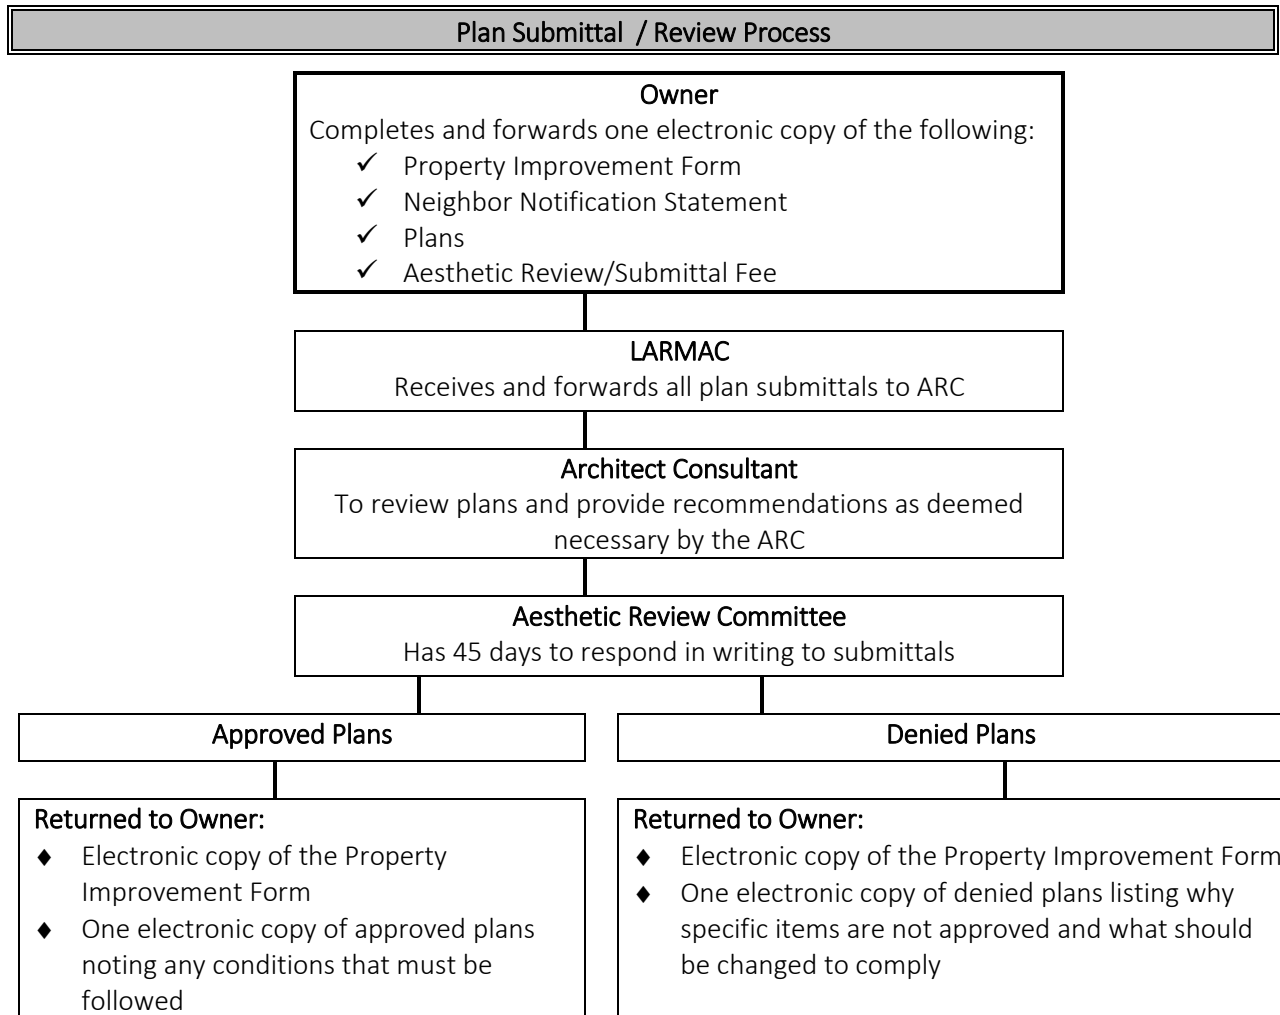 Plan Submittal / Review Process
Owner
Completes and forwards one electronic copy of the following:
✓ Property Improvement Form
✓ Neighbor Notification Statement
✓ Plans
✓ Aesthetic Review/Submittal Fee
LARMAC
Receives and forwards all plan submittals to ARC
Architect Consultant
To review plans and provide recommendations as deemed
necessary by the ARC
Aesthetic Review Committee
Has 45 days to respond in writing to submittals
Approved Plans
Denied Plans
Returned to Owner:
♦ Electronic copy of the Property
Improvement Form
♦ One electronic copy of approved plans
noting any conditions that must be
followed
Returned to Owner:
♦ Electronic copy of the Property Improvement Form
♦ One electronic copy of denied plans listing why
specific items are not approved and what should
be changed to comply